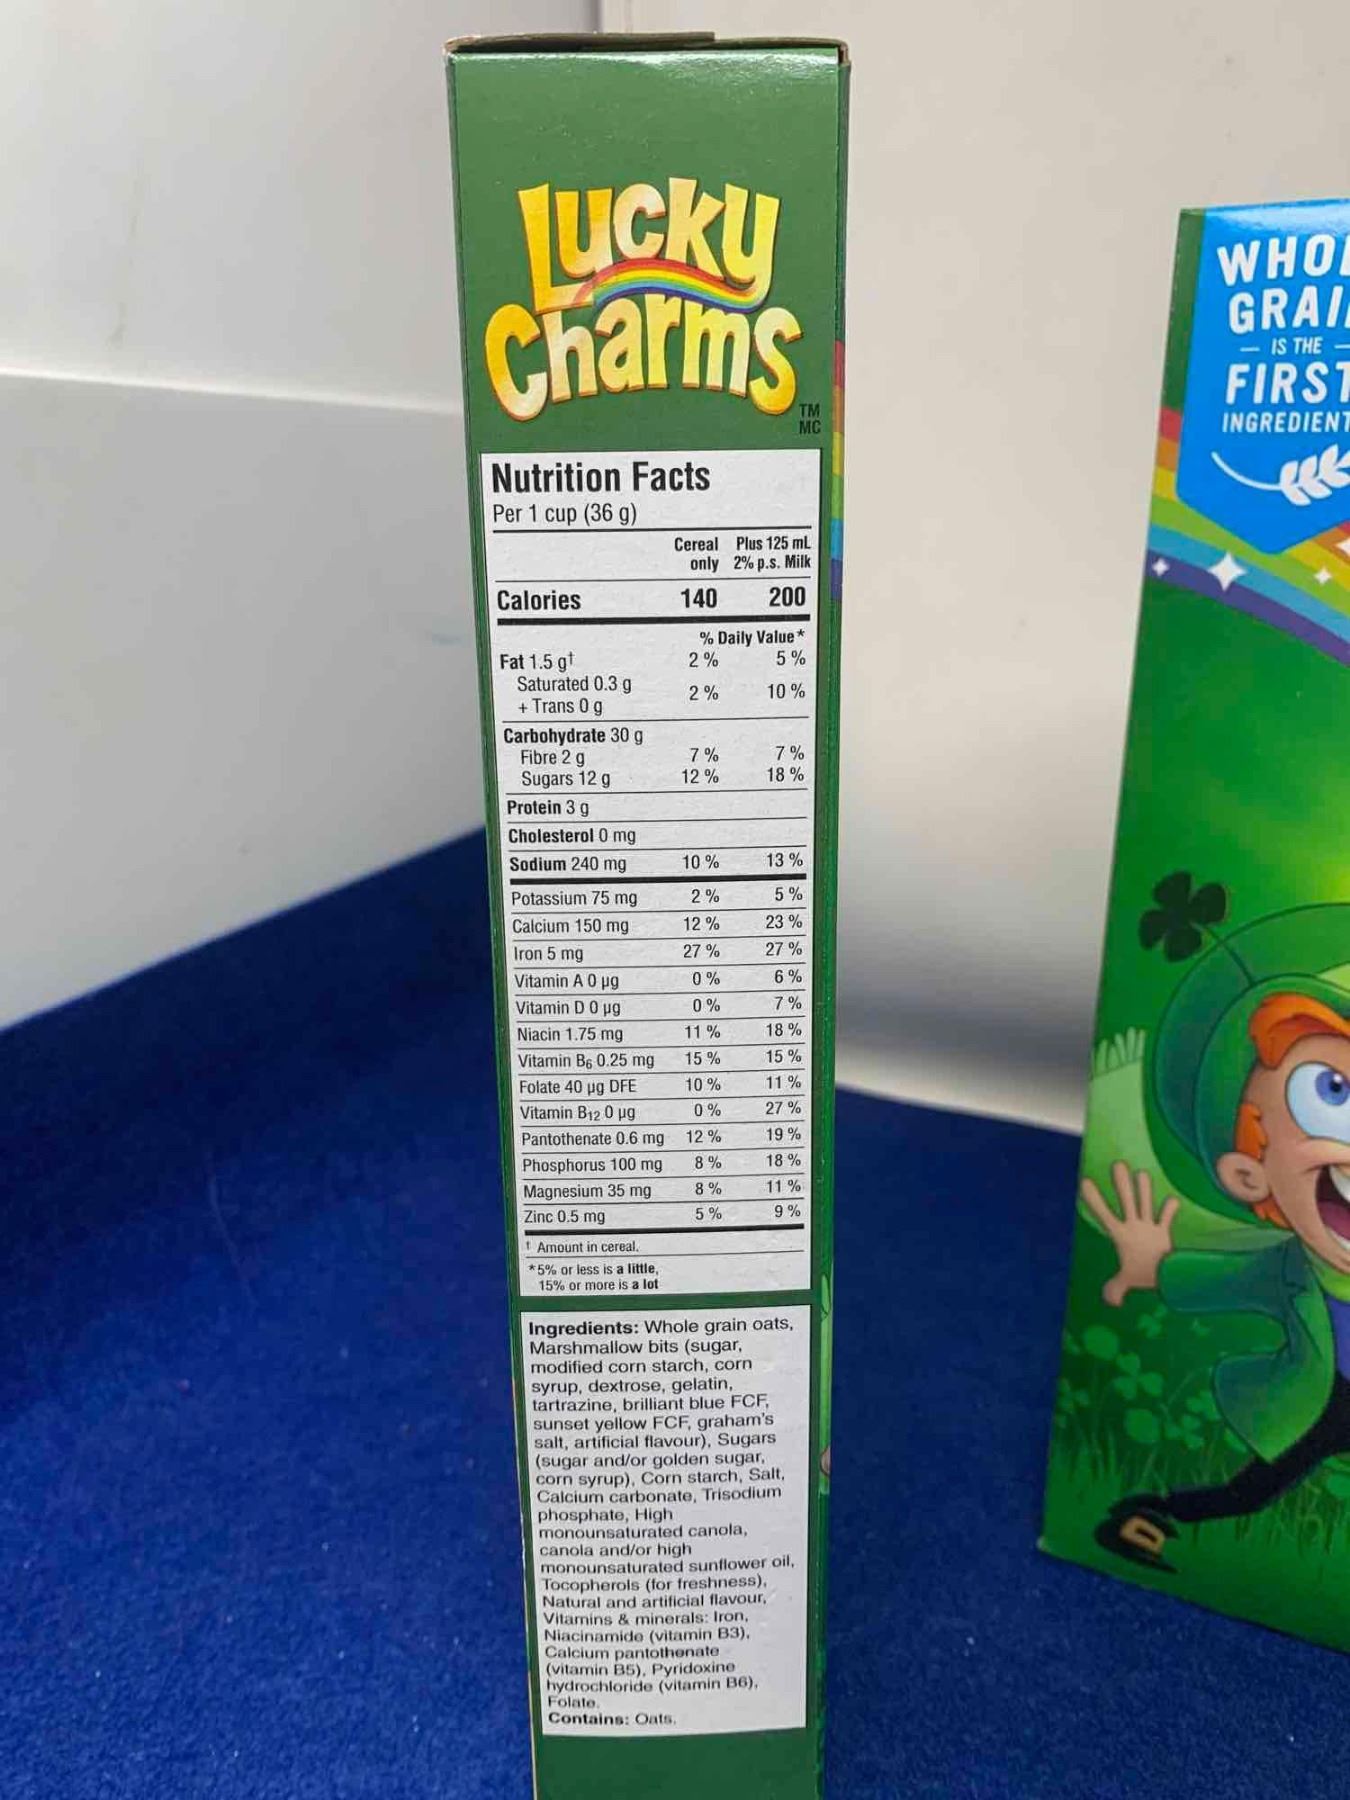 Lucky
Charms
TM
MC
Nutrition Facts
Per 1 cup (36 g)
Cereal only Plus 125 mL 2% p.s. Milk
Calories 140 200
% Daily Value*
Fat 1.5 g† 2 % 5 %
Saturated 0.3 g
+ Trans 0 g 2 % 10 %
Carbohydrate 30 g
Fibre 2 g 7 % 7 %
Sugars 12 g 12 % 18 %
Protein 3 g
Cholesterol 0 mg
Sodium 240 mg 10 % 13 %
Potassium 75 mg 2 % 5 %
Calcium 150 mg 12 % 23 %
Iron 5 mg 27 % 27 %
Vitamin A 0 µg 0 % 6 %
Vitamin D 0 µg 0 % 7 %
Niacin 1.75 mg 11 % 18 %
Vitamin B6 0.25 mg 15 % 15 %
Folate 40 µg DFE 10 % 11 %
Vitamin B12 0 µg 0 % 27 %
Pantothenate 0.6 mg 12 % 19 %
Phosphorus 100 mg 8 % 18 %
Magnesium 35 mg 8 % 11 %
Zinc 0.5 mg 5 % 9 %
† Amount in cereal.
*5% or less is a little,
15% or more is a lot
Ingredients: Whole grain oats,
Marshmallow bits (sugar,
modified corn starch, corn
syrup, dextrose, gelatin,
tartrazine, brilliant blue FCF,
sunset yellow FCF, graham's
salt, artificial flavour), Sugars
(sugar and/or golden sugar,
corn syrup), Corn starch, Salt,
Calcium carbonate, Trisodium
phosphate, High
monounsaturated canola,
canola and/or high
monounsaturated sunflower oil,
Tocopherols (for freshness),
Natural and artificial flavour,
Vitamins & minerals: Iron,
Niacinamide (vitamin B3),
Calcium pantothenate
(vitamin B5), Pyridoxine
hydrochloride (vitamin B6),
Folate.
Contains: Oats.
WHOL
GRAI
IS THE
FIRST
INGREDIENT